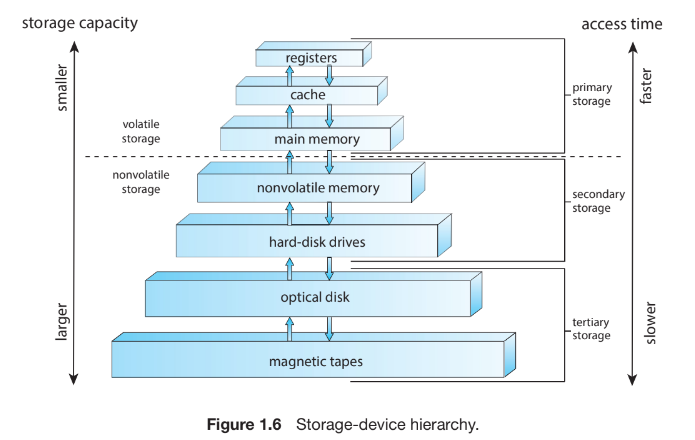 storage capacity
access time
smaller
larger
volatile
storage
nonvolatile
storage
registers
cache
main memory
nonvolatile memory
hard-disk drives
optical disk
magnetic tapes
primary
storage
secondary
storage
tertiary
storage
faster
slower
Figure 1.6 Storage-device hierarchy.